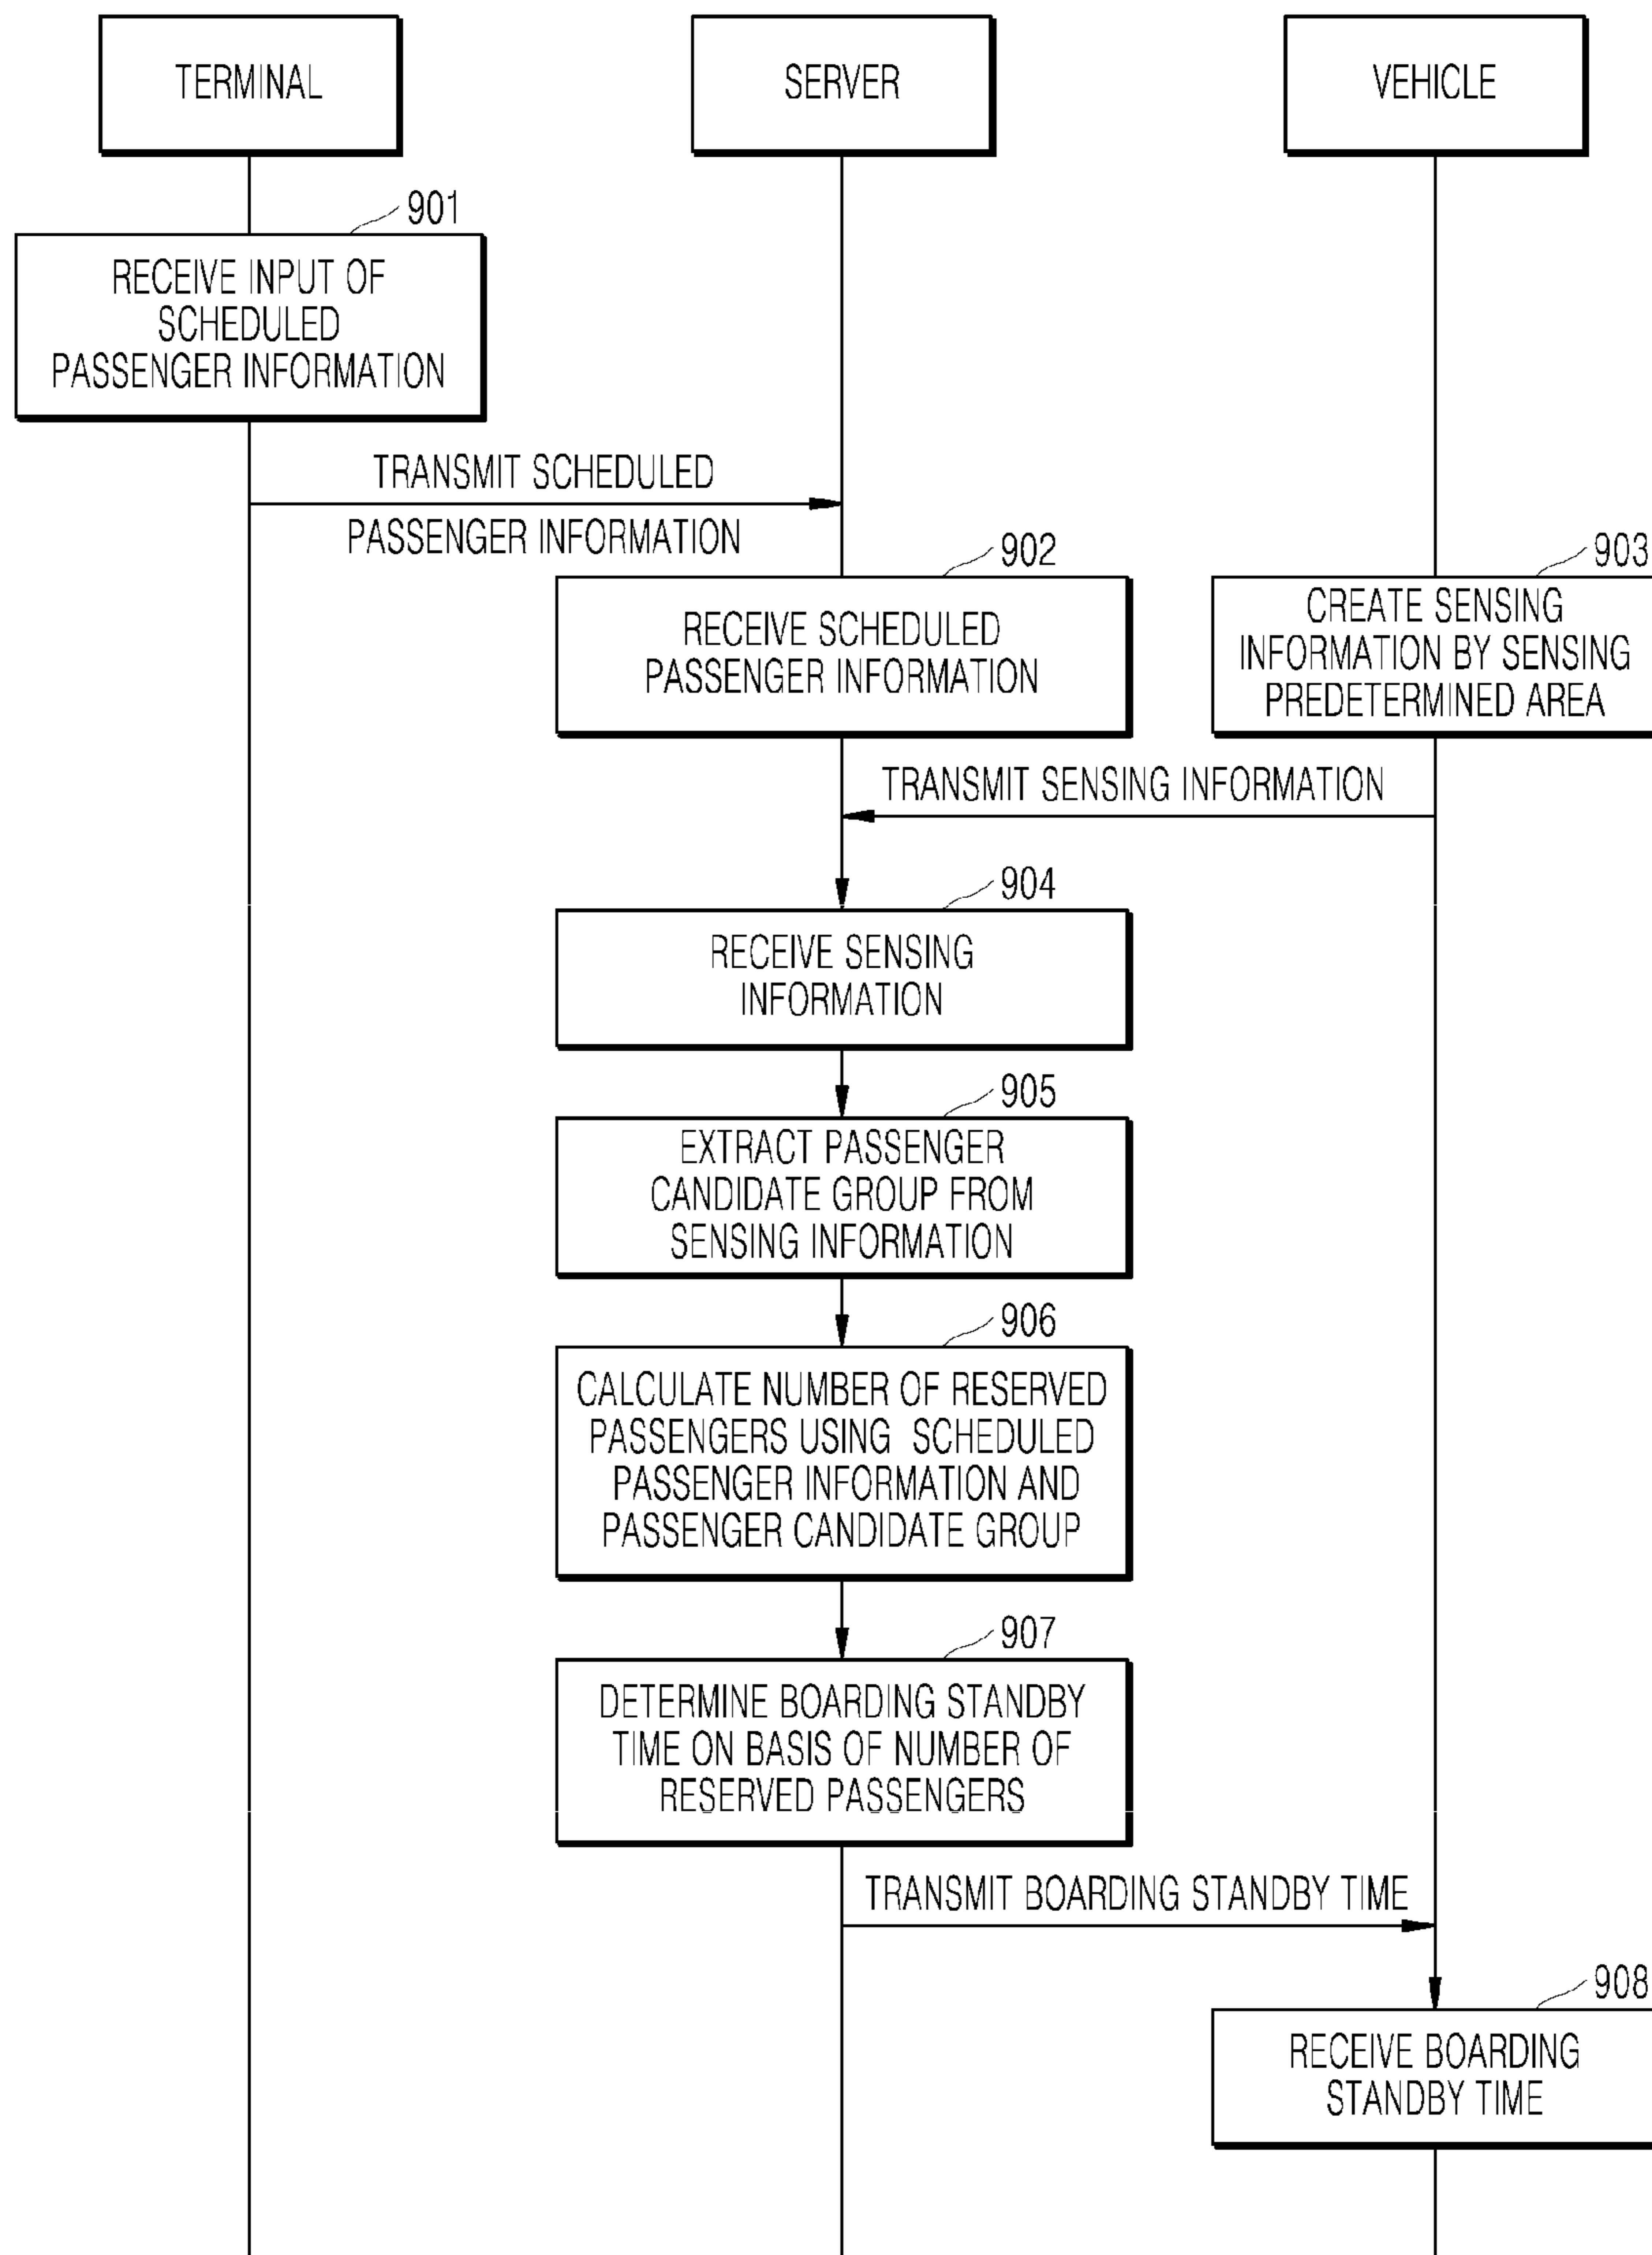 TERMINAL
SERVER
VEHICLE
901
RECEIVE INPUT OF
SCHEDULED
PASSENGER INFORMATION
TRANSMIT SCHEDULED
PASSENGER INFORMATION
902
RECEIVE SCHEDULED
PASSENGER INFORMATION
903
CREATE SENSING
INFORMATION BY SENSING
PREDETERMINED AREA
TRANSMIT SENSING INFORMATION
904
RECEIVE SENSING
INFORMATION
905
EXTRACT PASSENGER
CANDIDATE GROUP FROM
SENSING INFORMATION
906
CALCULATE NUMBER OF RESERVED
PASSENGERS USING SCHEDULED
PASSENGER INFORMATION AND
PASSENGER CANDIDATE GROUP
907
DETERMINE BOARDING STANDBY
TIME ON BASIS OF NUMBER OF
RESERVED PASSENGERS
TRANSMIT BOARDING STANDBY TIME
908
RECEIVE BOARDING
STANDBY TIME